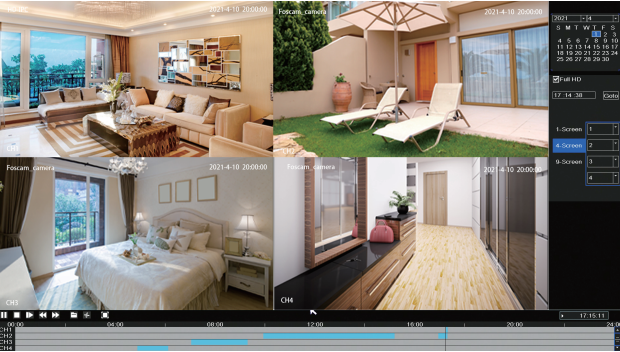 2021-4-10 20:00:00
CH1
Foscam_camera
2021-4-10 20:00:00
CH2
Foscam_camera
2021-4-10 20:00:00
CH3
2021-4-10 20:00:00
CH4
2021 4
S M T W T F S
1 2 3
4 5 6 7 8 9 10
11 12 13 14 15 16 17
18 19 20 21 22 23 24
25 26 27 28 29 30
Full HD
17 14 38 Goto
1-Screen 1
4-Screen 2
9-Screen 3
4
17:15:11
00:00 04:00 08:00 12:00 16:00 20:00 24:00
CH1
CH2
CH3
CH4